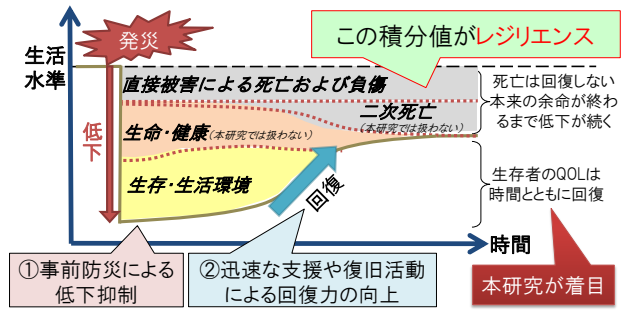 発災
この積分値がレジリエンス
生活
水準
直接被害による死亡および負傷
死亡は回復しない
本来の余命が終わ
るまで低下が続く
低下
二次死亡
(本研究では扱わない)
生命・健康(本研究では扱わない)
生存・生活環境
回復
生存者のQOLは
時間とともに回復
時間
①事前防災による
低下抑制
②迅速な支援や復旧活動
による回復力の向上
本研究が着目